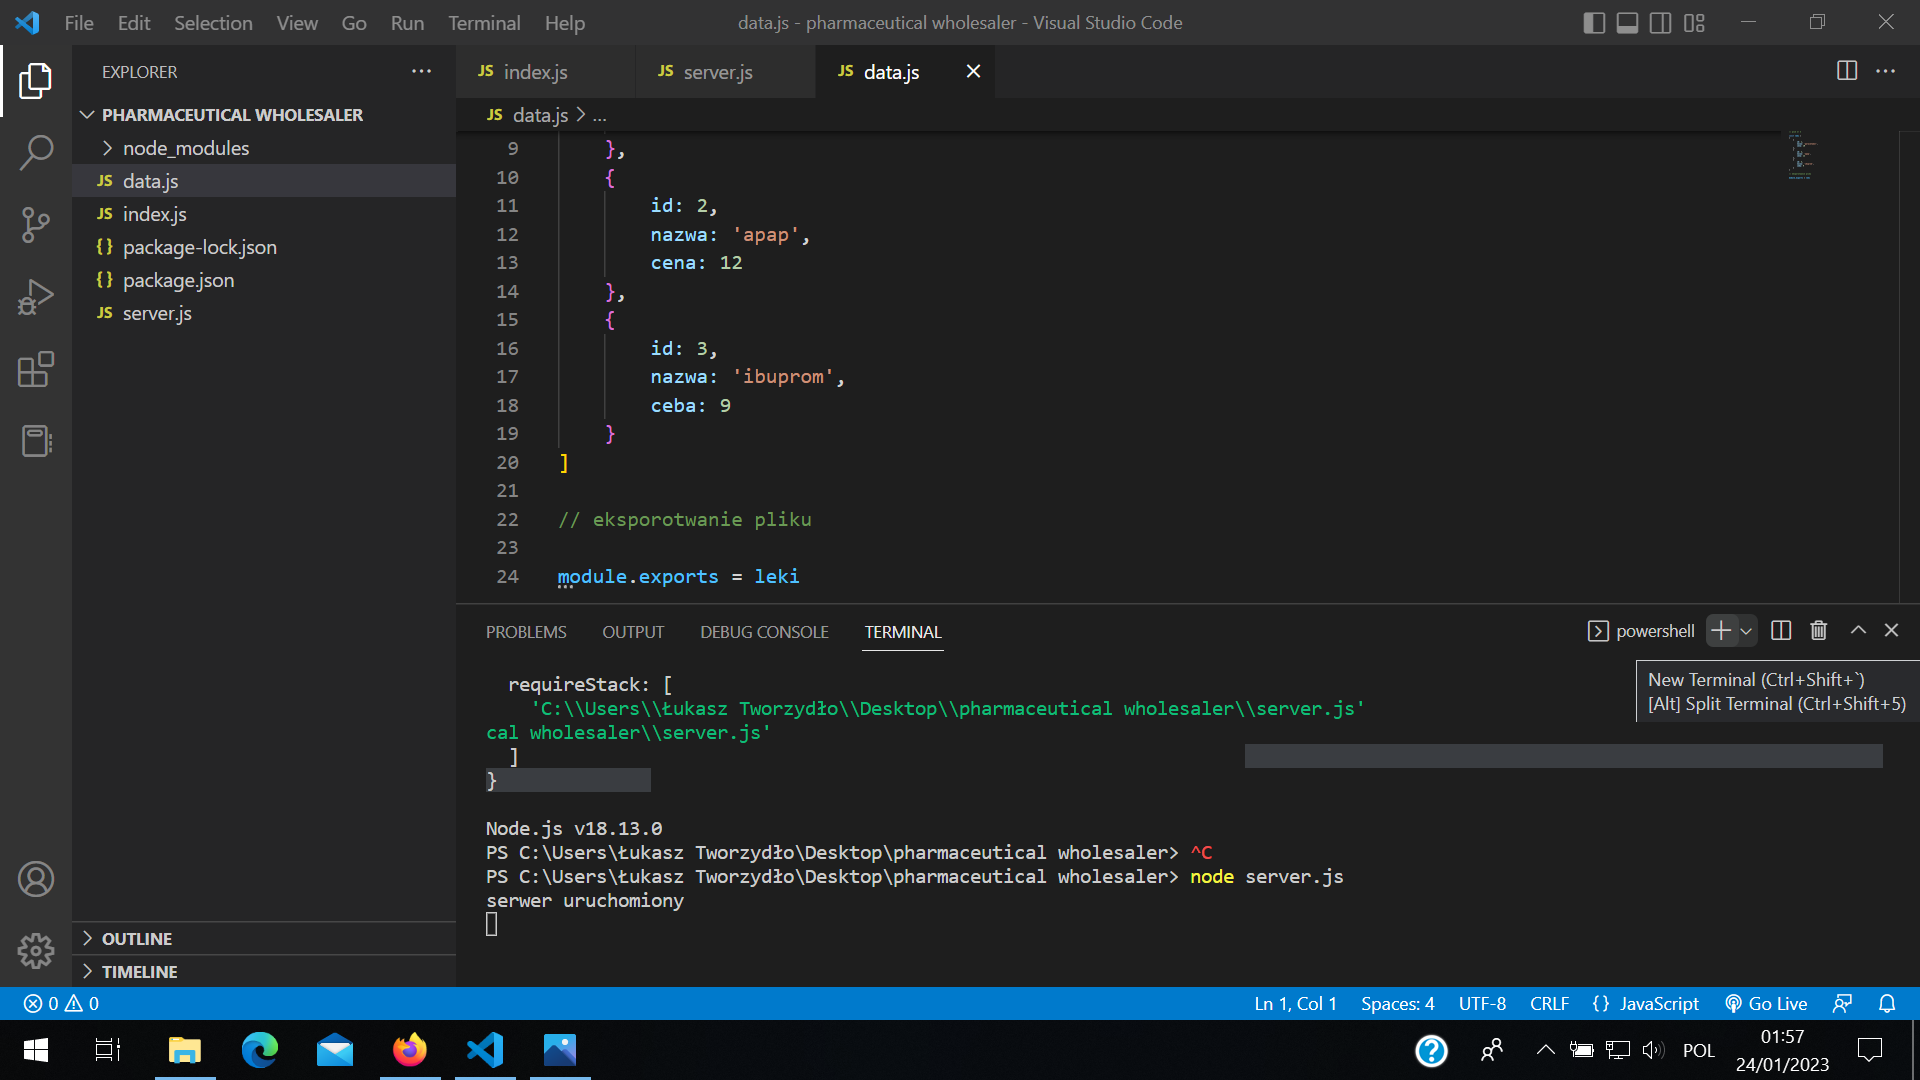 File Edit Selection View Go Run Terminal Help
data.js - pharmaceutical wholesaler - Visual Studio Code
EXPLORER
PHARMACEUTICAL WHOLESALER
node_modules
JS data.js
JS index.js
{} package-lock.json
{} package.json
JS server.js
OUTLINE
TIMELINE
JS index.js
JS server.js
JS data.js
JS data.js > ...
9 },
10 {
11 id: 2,
12 nazwa: 'apap',
13 cena: 12
14 },
15 {
16 id: 3,
17 nazwa: 'ibuprom',
18 ceba: 9
19 }
20 ]
21
22 // eksporotwanie pliku
23
24 module.exports = leki
PROBLEMS OUTPUT DEBUG CONSOLE TERMINAL
powershell
New Terminal (Ctrl+Shift+`)
[Alt] Split Terminal (Ctrl+Shift+5)
requireStack: [
'C:\\Users\\Łukasz Tworzydło\\Desktop\\pharmaceutical wholesaler\\server.js'
cal wholesaler\\server.js'
]
}
Node.js v18.13.0
PS C:\Users\Łukasz Tworzydło\Desktop\pharmaceutical wholesaler> ^C
PS C:\Users\Łukasz Tworzydło\Desktop\pharmaceutical wholesaler> node server.js
serwer uruchomiony
0 0
Ln 1, Col 1 Spaces: 4 UTF-8 CRLF {} JavaScript Go Live
POL
01:57
24/01/2023